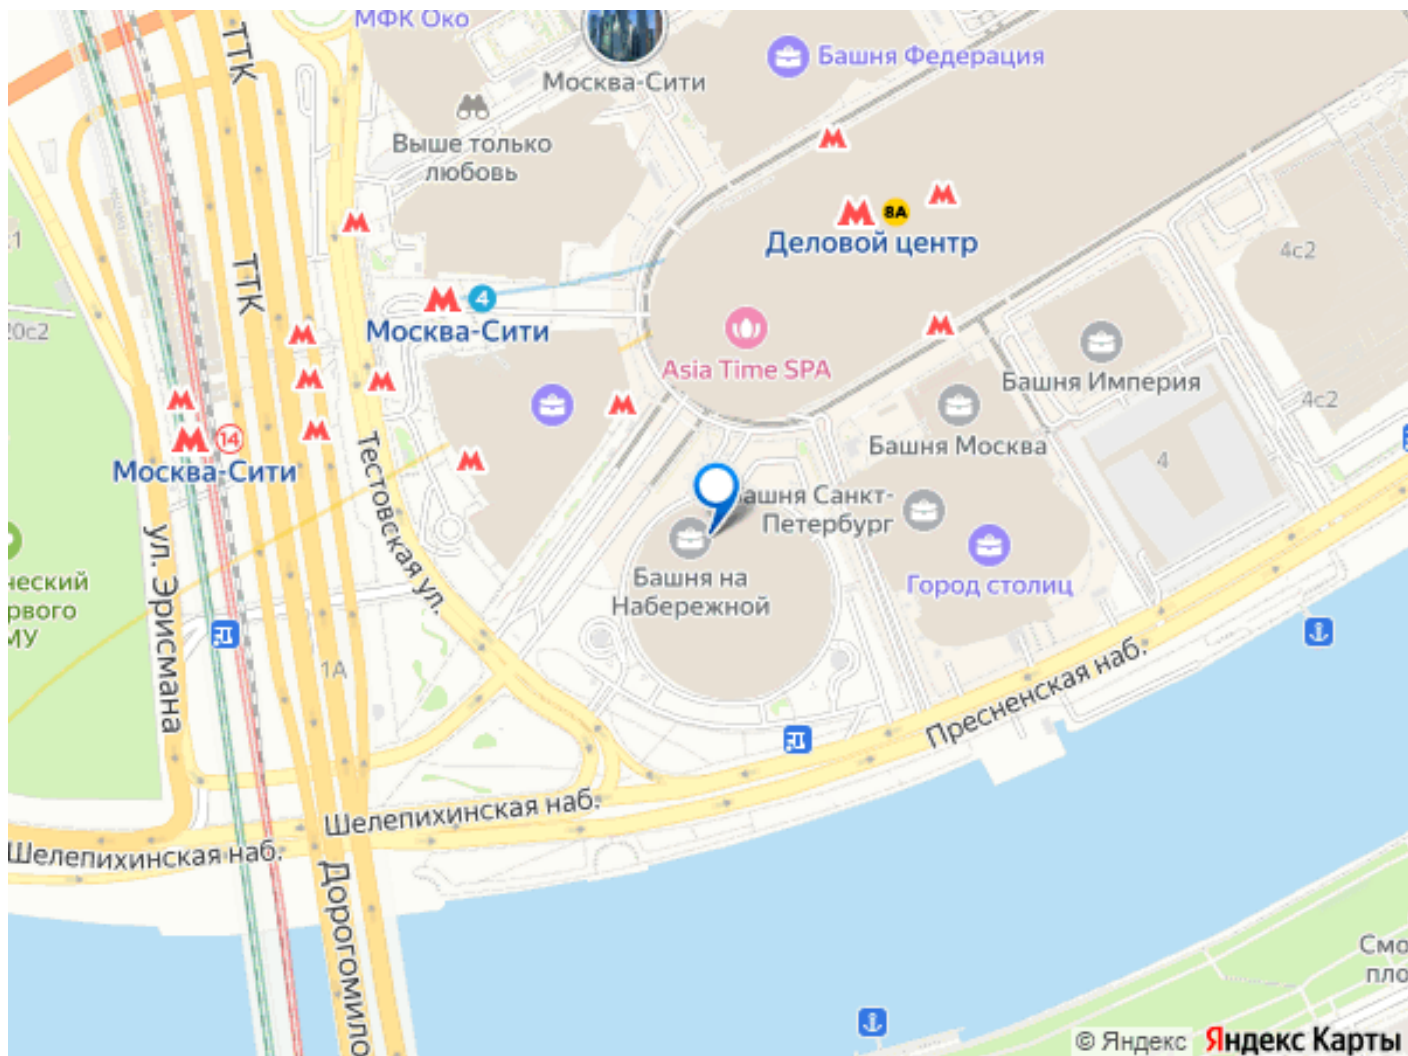 МФК Око
Москва-Сити
Башня Федерация
Выше только
любовь
ТТК
8А
Деловой центр
4с2
ТТК
4
Москва-Сити
Asia Time SPA
Башня Империя
4с2
20с2
14
Москва-Сити
Башня Москва
4
Тестовская ул.
Башня на
Набережной
Петербург
Город столиц
ул. Эрисмана
1А
Пресненская наб.
Шелепихинская наб.
Шелепихинская наб.
© Яндекс
Яндекс Карты